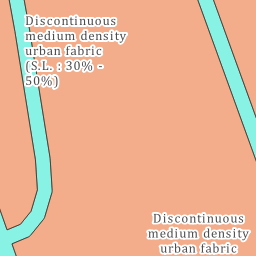 Discontinuous
medium density
urban fabric
(S.L. : 30% -
50%)
Discontinuous
medium density
urban fabric